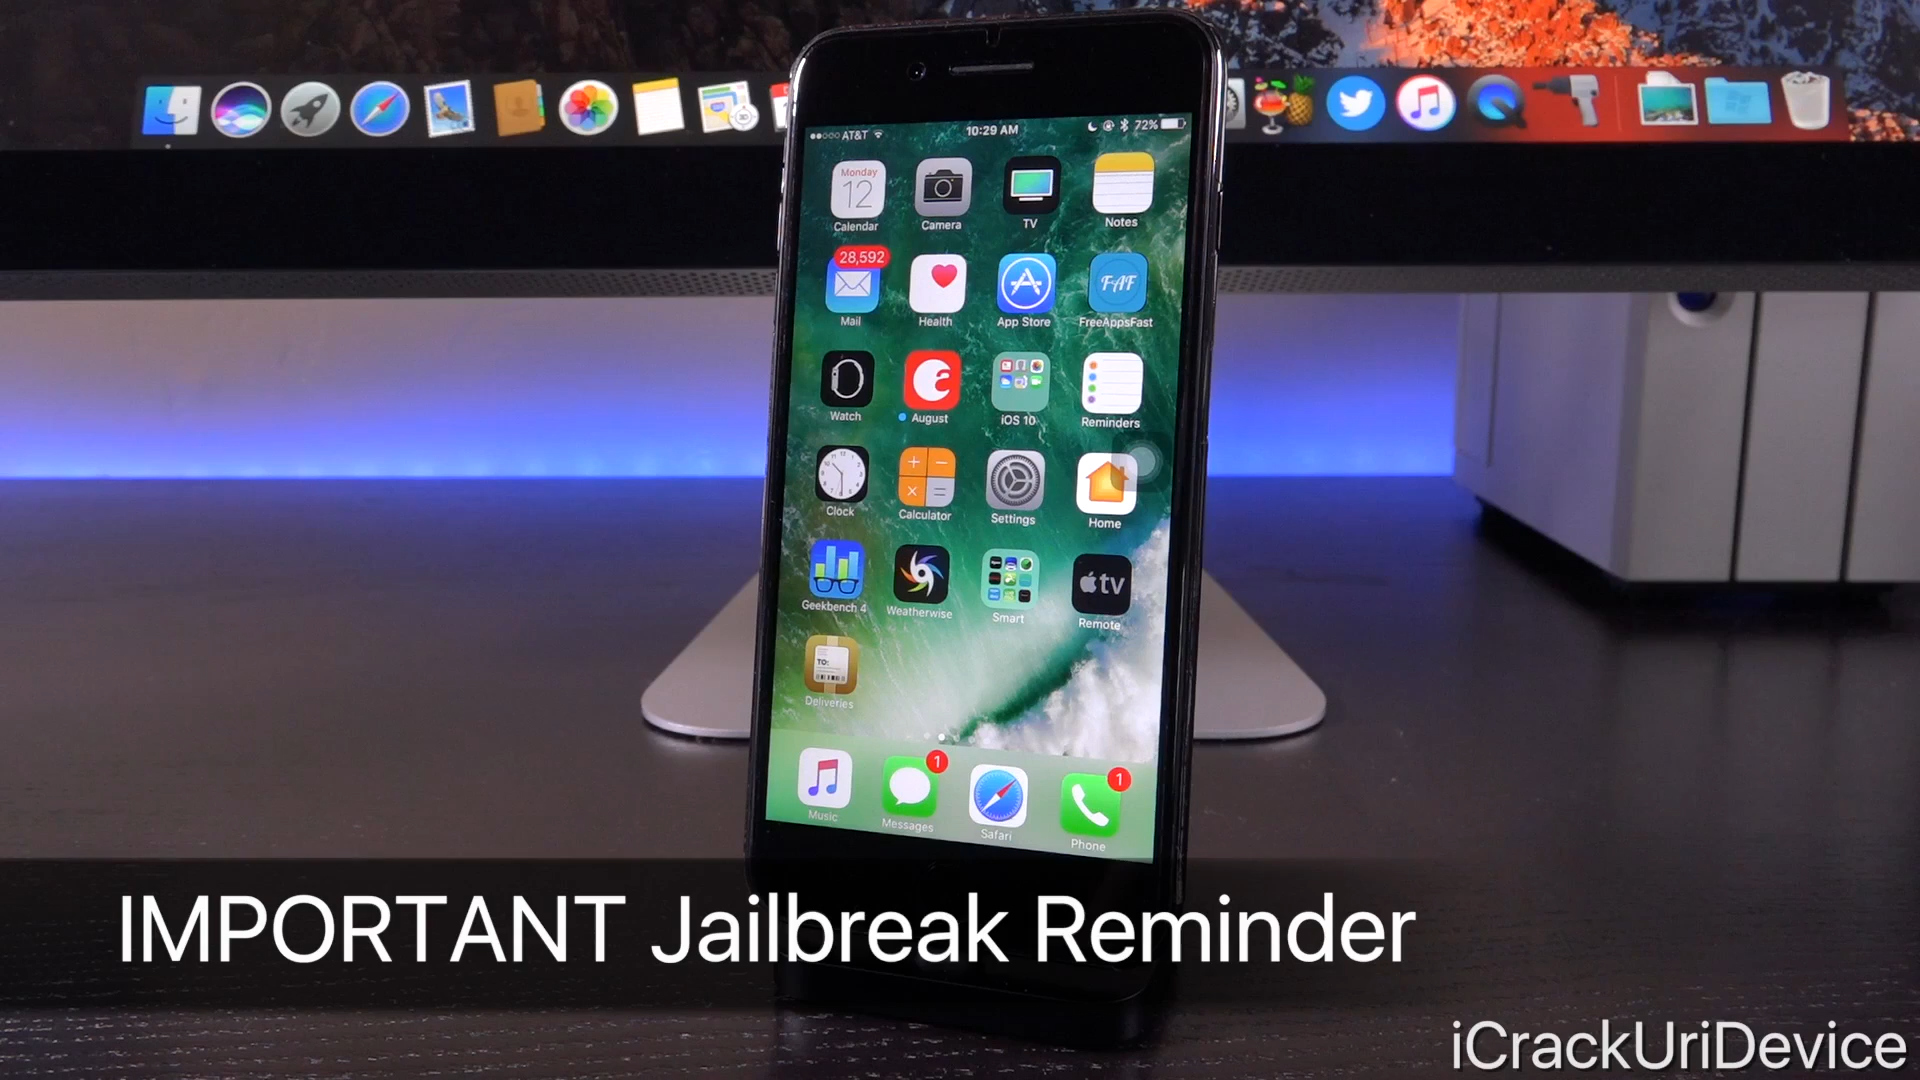 AT&T 10:29 AM 72%
Monday
12
Calendar Camera TV Notes
28,592
Mail Health App Store FreeAppsFast
FAF
Watch August iOS 10 Reminders
Clock Calculator Settings Home
Geekbench 4 Weatherwise Smart Remote
tv
TO:
Deliveries
1 1
Music Messages Safari Phone
3D
IMPORTANT Jailbreak Reminder
iCrackUriDevice